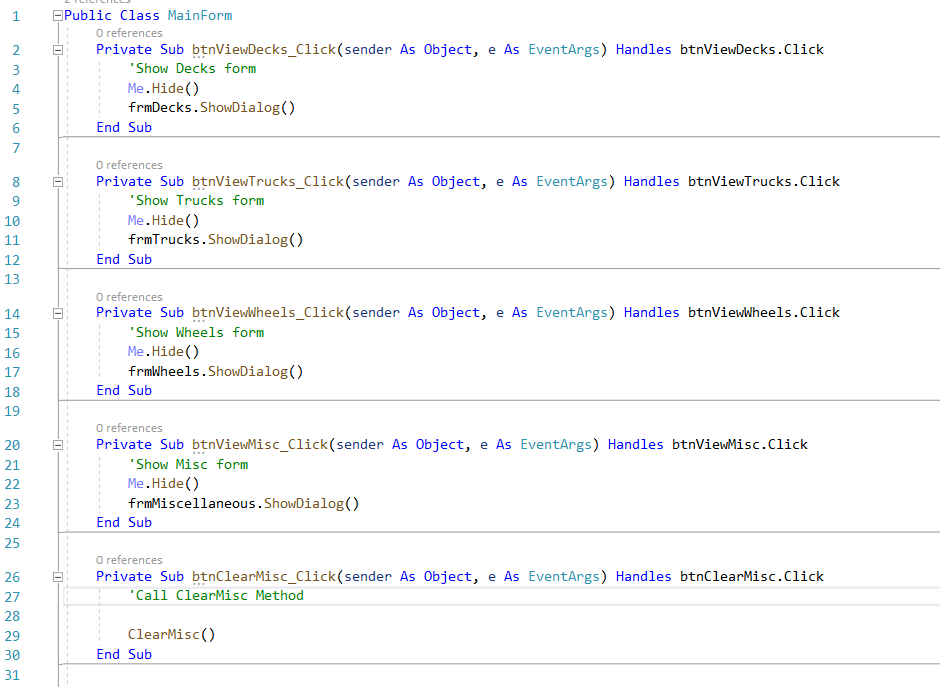 2 references
1 Public Class MainForm
0 references
2 Private Sub btnViewDecks_Click(sender As Object, e As EventArgs) Handles btnViewDecks.Click
3 'Show Decks form
4 Me.Hide()
5 frmDecks.ShowDialog()
6 End Sub
7
0 references
8 Private Sub btnViewTrucks_Click(sender As Object, e As EventArgs) Handles btnViewTrucks.Click
9 'Show Trucks form
10 Me.Hide()
11 frmTrucks.ShowDialog()
12 End Sub
13
0 references
14 Private Sub btnViewWheels_Click(sender As Object, e As EventArgs) Handles btnViewWheels.Click
15 'Show Wheels form
16 Me.Hide()
17 frmWheels.ShowDialog()
18 End Sub
19
0 references
20 Private Sub btnViewMisc_Click(sender As Object, e As EventArgs) Handles btnViewMisc.Click
21 'Show Misc form
22 Me.Hide()
23 frmMiscellaneous.ShowDialog()
24 End Sub
25
0 references
26 Private Sub btnClearMisc_Click(sender As Object, e As EventArgs) Handles btnClearMisc.Click
27 'Call ClearMisc Method
28
29 ClearMisc()
30 End Sub
31